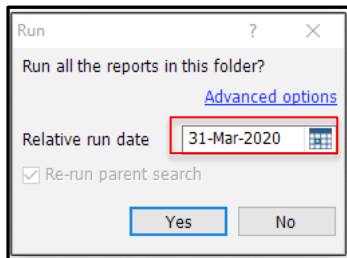 Run ?
Run all the reports in this folder?
Advanced options
Relative run date 31-Mar-2020
Re-run parent search
Yes No